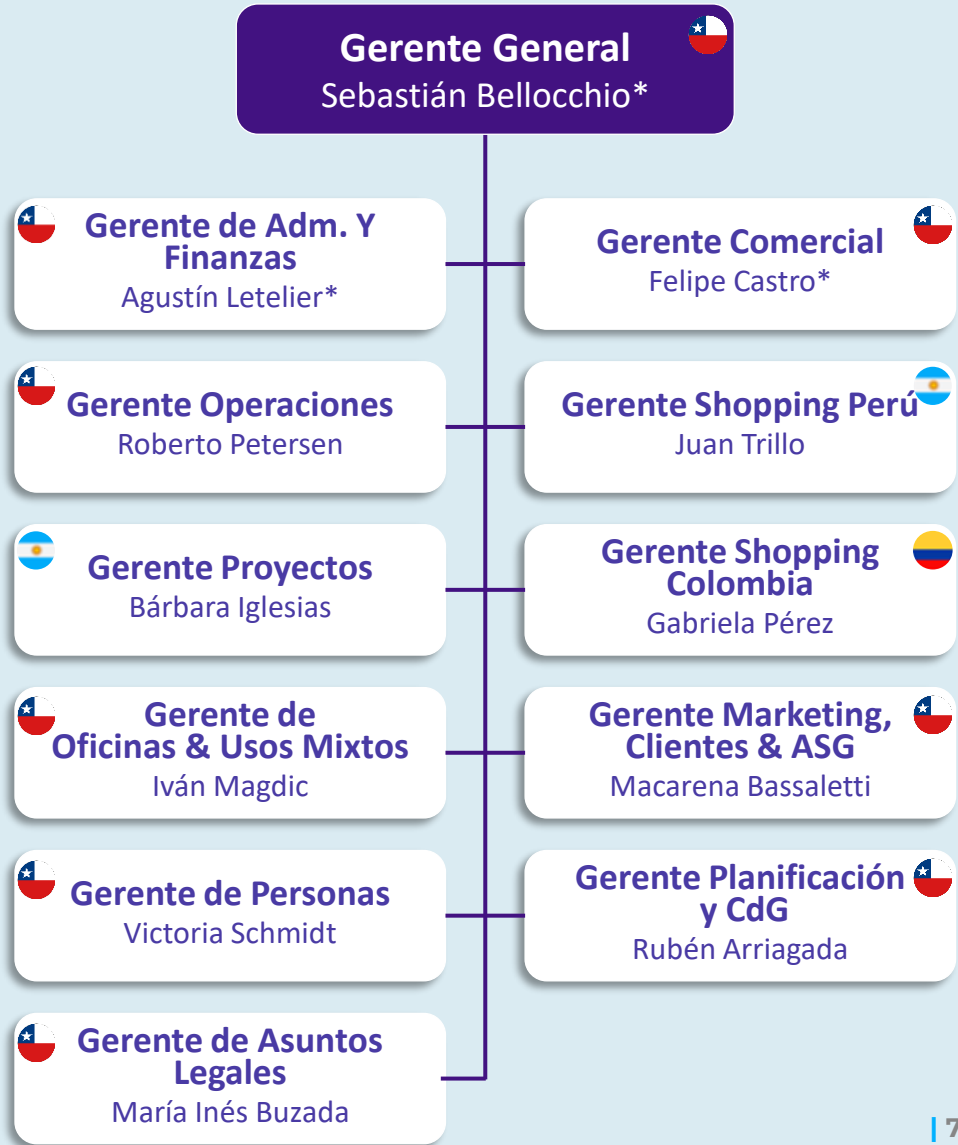 Gerente General
Sebastián Bellocchio*
Gerente de Adm. Y
Finanzas
Agustín Letelier*
Gerente Comercial
Felipe Castro*
Gerente Operaciones
Roberto Petersen
Gerente Shopping Perú
Juan Trillo
Gerente Proyectos
Bárbara Iglesias
Gerente Shopping
Colombia
Gabriela Pérez
Gerente de
Oficinas & Usos Mixtos
Iván Magdic
Gerente Marketing,
Clientes & ASG
Macarena Bassaletti
Gerente de Personas
Victoria Schmidt
Gerente Planificación
y CdG
Rubén Arriagada
Gerente de Asuntos
Legales
María Inés Buzada
| 7